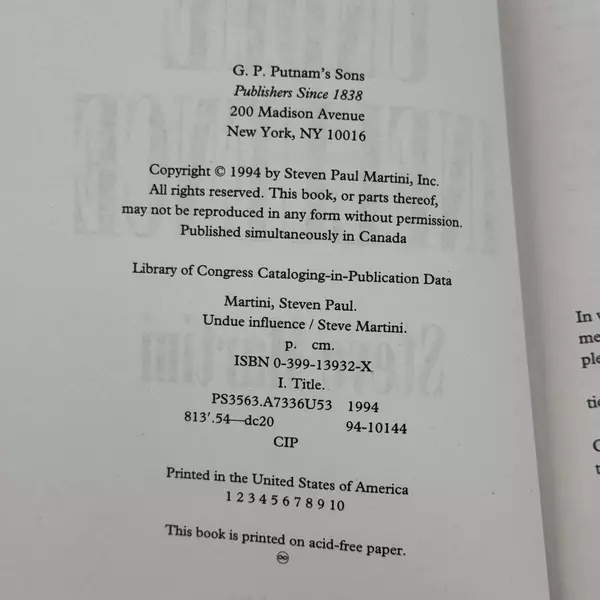 G. P. Putnam's Sons
Publishers Since 1838
200 Madison Avenue
New York, NY 10016
Copyright © 1994 by Steven Paul Martini, Inc.
All rights reserved. This book, or parts thereof,
may not be reproduced in any form without permission.
Published simultaneously in Canada
Library of Congress Cataloging-in-Publication Data
Martini, Steven Paul.
Undue influence / Steve Martini.
p. cm.
ISBN 0-399-13932-X
I. Title.
PS3563.A7336U53 1994
813'.54—dc20 94-10144
CIP
Printed in the United States of America
1 2 3 4 5 6 7 8 9 10
This book is printed on acid-free paper.
♾
In